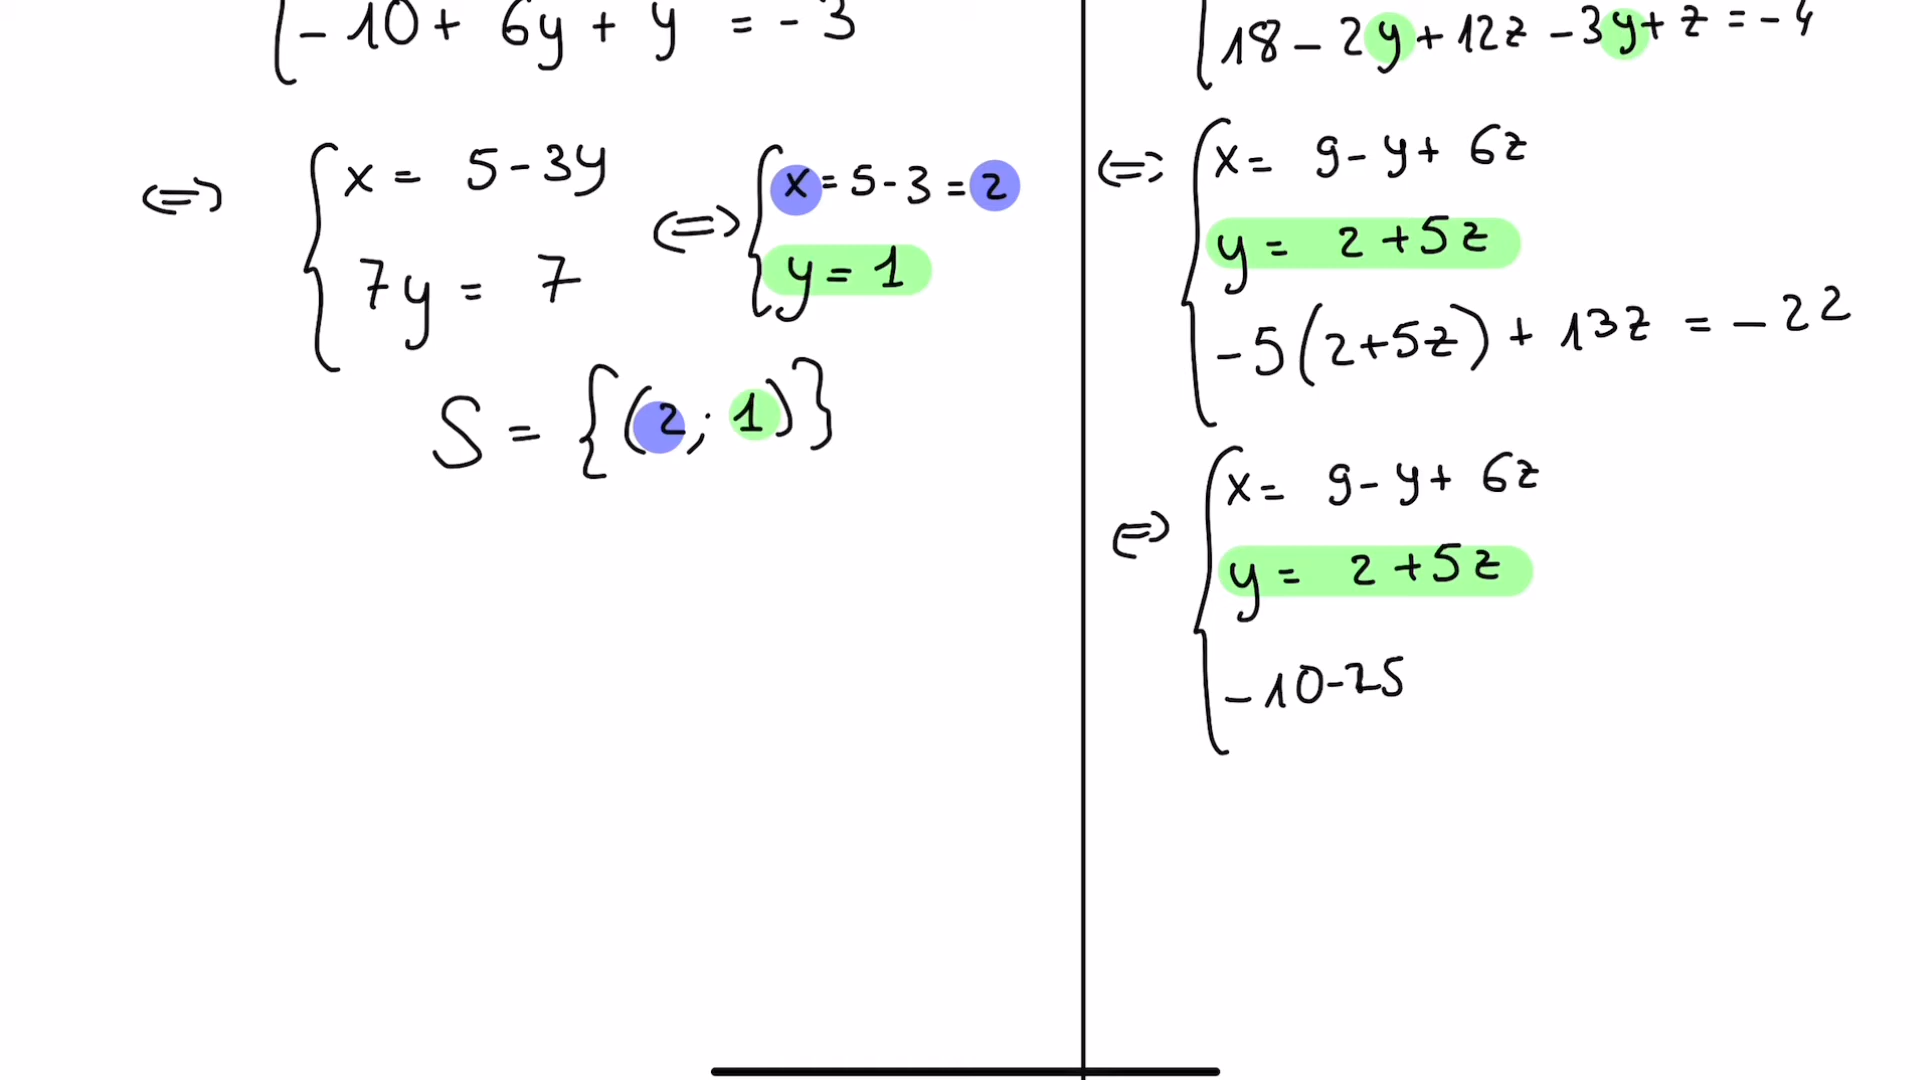 - 10 + 6y + y = - 3
⇔ { x = 5 - 3y
7y = 7
⇔ { x = 5 - 3 = 2
y = 1
S = {(2; 1)}
18 - 2y + 12z - 3y + z = - 4
⇔ { x = 9 - y + 6z
y = 2 + 5z
- 5(2+5z) + 13z = - 22
⇔ { x = 9 - y + 6z
y = 2 + 5z
- 10 - 25